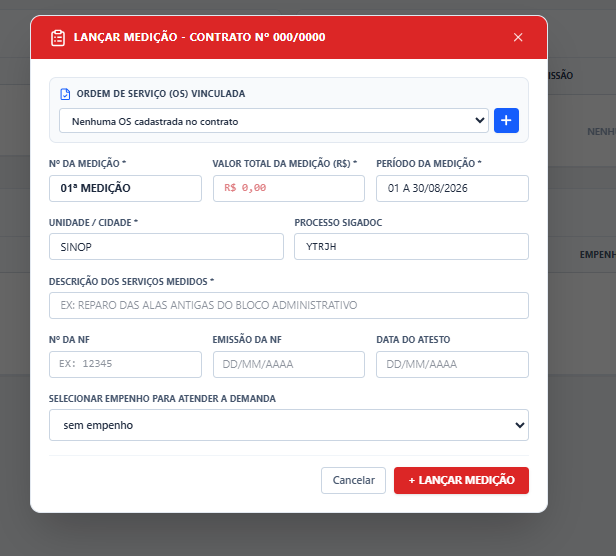 LANÇAR MEDIÇÃO - CONTRATO Nº 000/0000
ISSÃO
ORDEM DE SERVIÇO (OS) VINCULADA
Nenhuma OS cadastrada no contrato
+
NENH
Nº DA MEDIÇÃO * VALOR TOTAL DA MEDIÇÃO (R$) * PERÍODO DA MEDIÇÃO *
01ª MEDIÇÃO R$ 0,00 01 A 30/08/2026
UNIDADE / CIDADE * PROCESSO SIGADOC
SINOP YTRJH
EMPENH
DESCRIÇÃO DOS SERVIÇOS MEDIDOS *
EX: REPARO DAS ALAS ANTIGAS DO BLOCO ADMINISTRATIVO
Nº DA NF EMISSÃO DA NF DATA DO ATESTO
EX: 12345 DD/MM/AAAA DD/MM/AAAA
SELECIONAR EMPENHO PARA ATENDER A DEMANDA
sem empenho
Cancelar + LANÇAR MEDIÇÃO